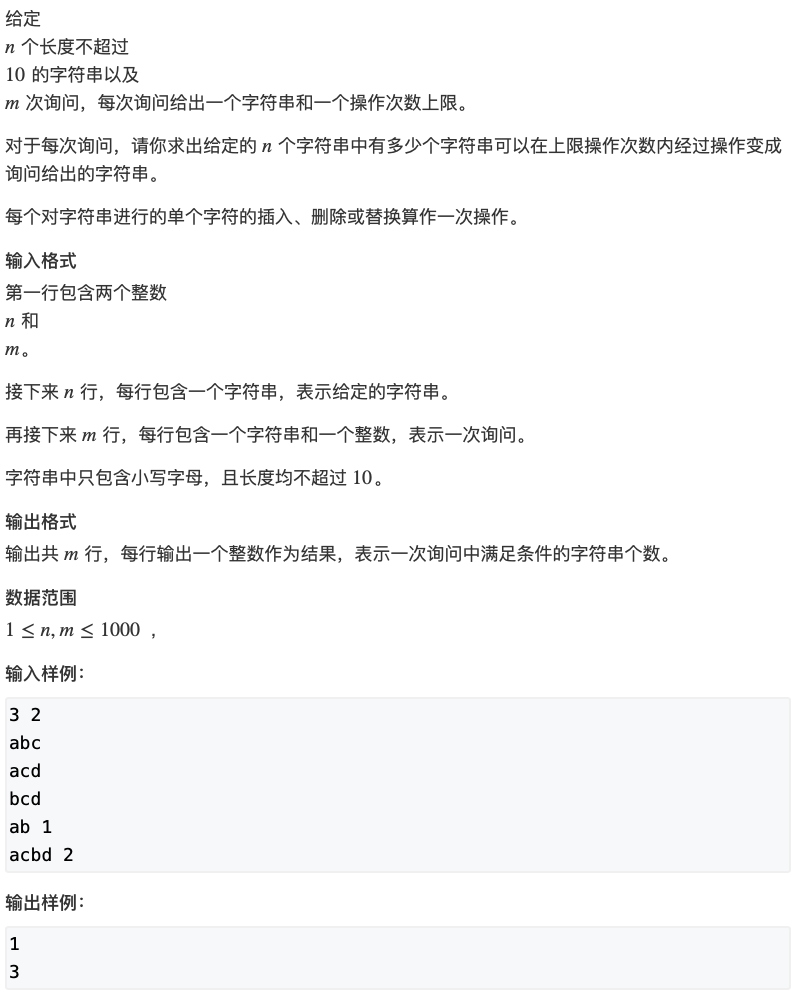 给定
n 个长度不超过
10 的字符串以及
m 次询问，每次询问给出一个字符串和一个操作次数上限。
对于每次询问，请你求出给定的 n 个字符串中有多少个字符串可以在上限操作次数内经过操作变成
询问给出的字符串。
每个对字符串进行的单个字符的插入、删除或替换算作一次操作。
输入格式
第一行包含两个整数
n 和
m。
接下来 n 行，每行包含一个字符串，表示给定的字符串。
再接下来 m 行，每行包含一个字符串和一个整数，表示一次询问。
字符串中只包含小写字母，且长度均不超过 10。
输出格式
输出共 m 行，每行输出一个整数作为结果，表示一次询问中满足条件的字符串个数。
数据范围
1 ≤ n, m ≤ 1000 ，
输入样例：
3 2
abc
acd
bcd
ab 1
acbd 2
输出样例：
1
3